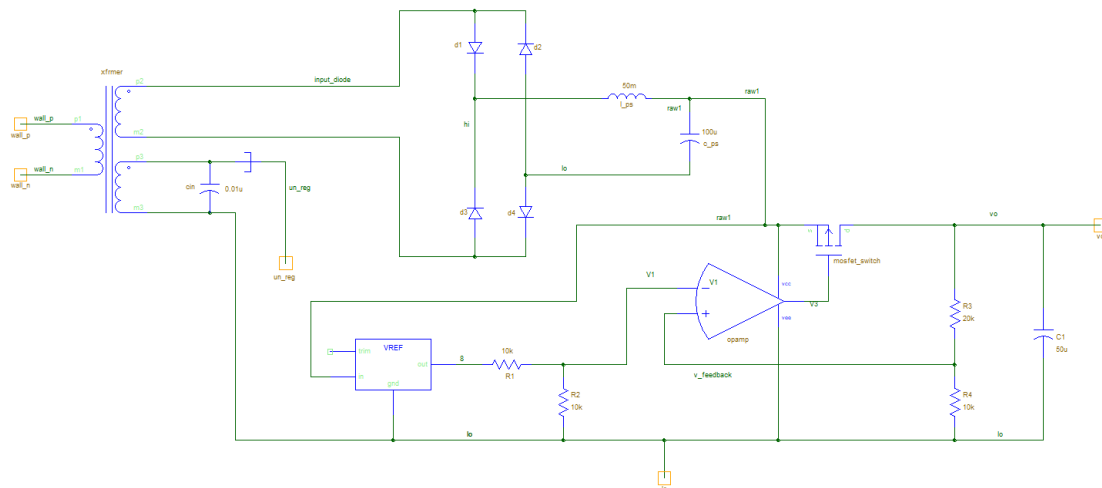 d1
d2
xfrmer
p2
input_diode
50m
l_ps
raw1
raw1
wall_p
p1
wall_p
hi
100u
c_ps
m2
wall_n
m1
wall_n
p3
lo
cin
0.01u
un_reg
d3
d4
m3
raw1
vo
un_reg
mosfet_switch
V1
V1
vcc
V3
R3
20k
VREF
trim
opamp
C1
50u
in
out
8
10k
R1
v_feedback
gnd
R2
10k
R4
10k
lo
lo